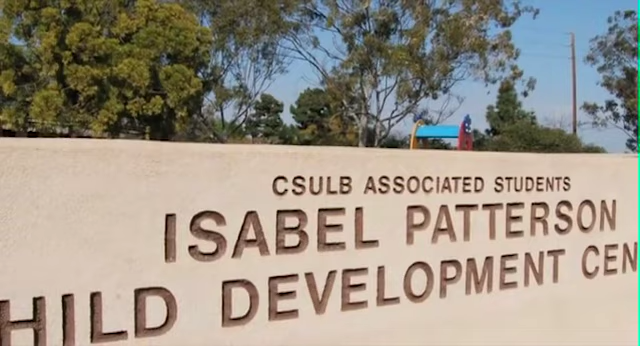 CSULB ASSOCIATED STUDENTS
ISABEL PATTERSON
HILD DEVELOPMENT CEN